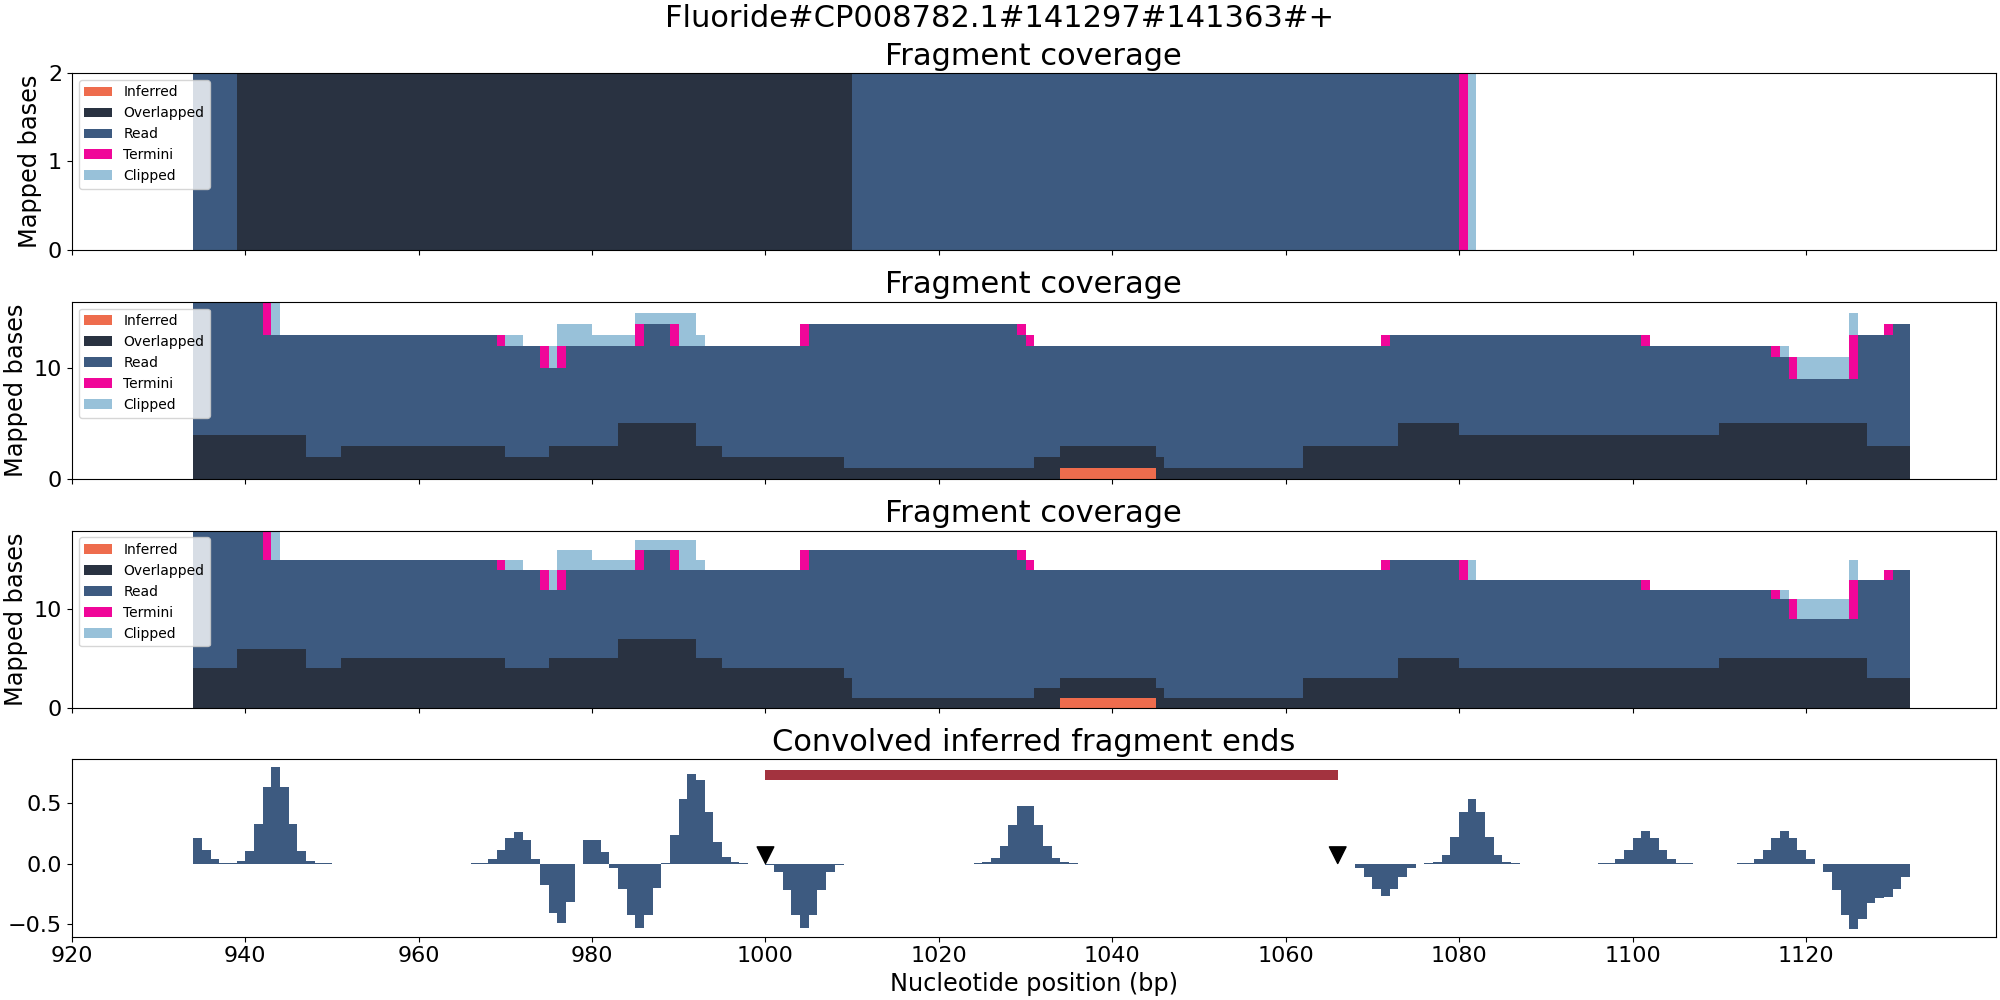 Fluoride#CP008782.1#141297#141363#+
Fragment coverage
Mapped bases
2
1
0
Inferred
Overlapped
Read
Termini
Clipped
Fragment coverage
Mapped bases
10
0
Inferred
Overlapped
Read
Termini
Clipped
Fragment coverage
Mapped bases
10
0
Inferred
Overlapped
Read
Termini
Clipped
Convolved inferred fragment ends
0.5
0.0
−0.5
920 940 960 980 1000 1020 1040 1060 1080 1100 1120
Nucleotide position (bp)